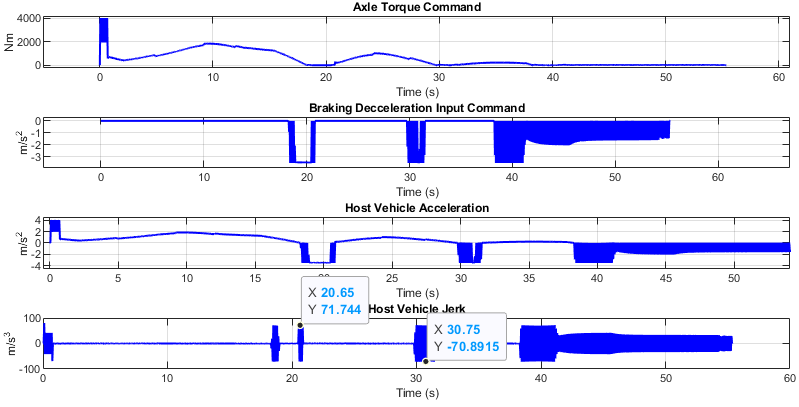 Axle Torque Command
4000
2000
0
Nm
0 10 20 30 40 50 60
Time (s)
Braking Decceleration Input Command
0
-1
-2
-3
m/s²
0 10 20 30 40 50 60
Time (s)
Host Vehicle Acceleration
4
2
0
-2
-4
m/s²
0 5 10 15 20 25 30 35 40 45 50
Time (s)
X 20.65
Y 71.744
Host Vehicle Jerk
X 30.75
Y -70.8915
100
0
-100
m/s³
0 10 20 30 40 50 60
Time (s)